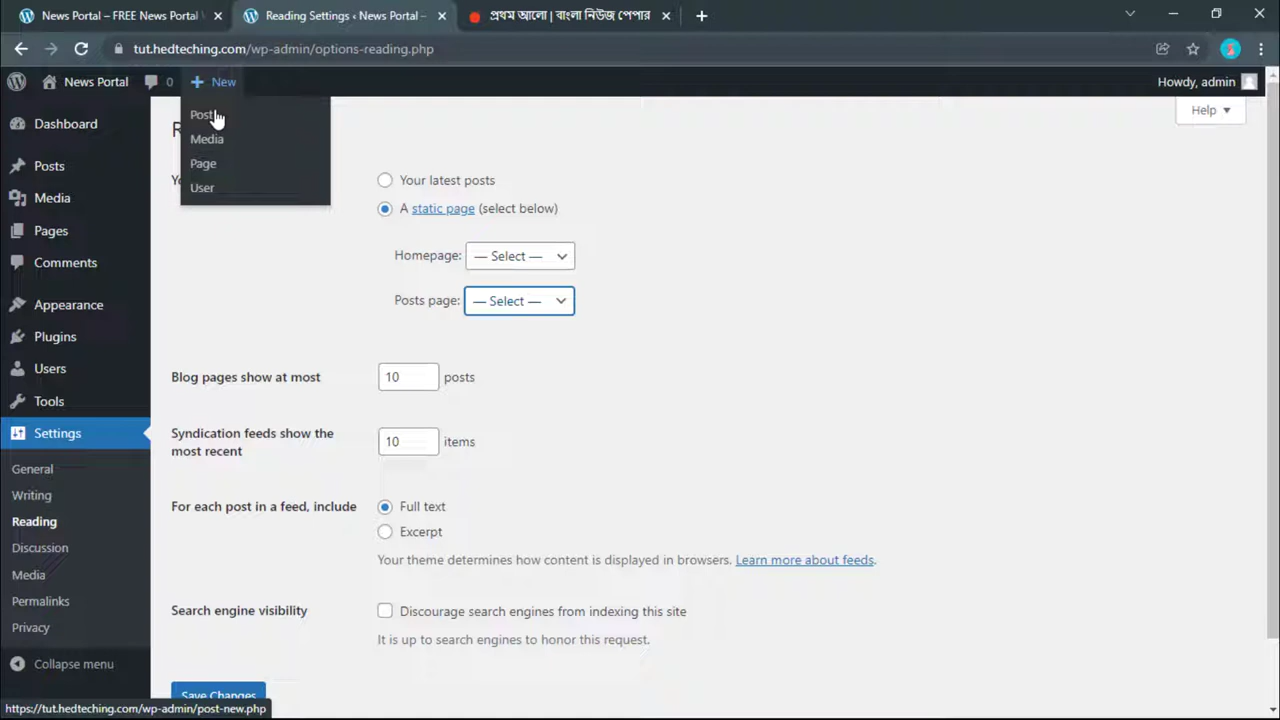 News Portal – FREE News Portal
Reading Settings ‹ News Portal –
প্রথম আলো | বাংলা নিউজ পেপার
tut.hedteching.com/wp-admin/options-reading.php
News Portal
0
New
Howdy, admin
Post
Media
Page
User
Help
Dashboard
Posts
Media
Pages
Comments
Appearance
Plugins
Users
Tools
Settings
General
Writing
Reading
Discussion
Media
Permalinks
Privacy
Collapse menu
Your latest posts
A static page (select below)
Homepage: — Select —
Posts page: — Select —
Blog pages show at most 10 posts
Syndication feeds show the
most recent
10 items
For each post in a feed, include
Full text
Excerpt
Your theme determines how content is displayed in browsers. Learn more about feeds.
Search engine visibility
Discourage search engines from indexing this site
It is up to search engines to honor this request.
Save Changes
https://tut.hedteching.com/wp-admin/post-new.php